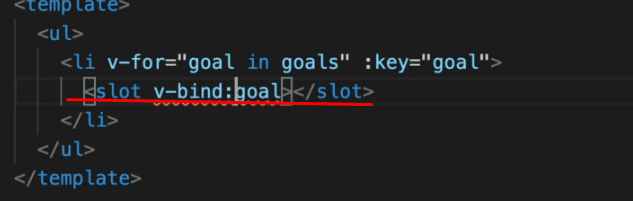 <template>
<ul>
<li v-for="goal in goals" :key="goal">
<slot v-bind:goal></slot>
</li>
</ul>
</template>